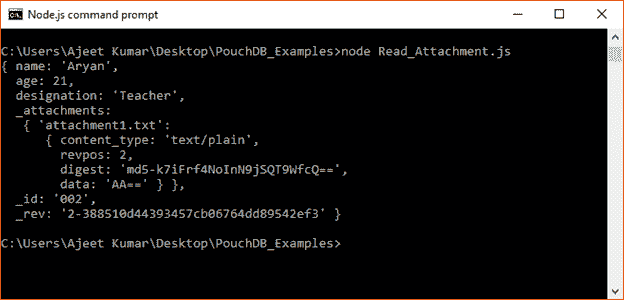 Node.js command prompt
C:\Users\Ajeet Kumar\Desktop\PouchDB_Examples>node Read_Attachment.js
{ name: 'Aryan',
age: 21,
designation: 'Teacher',
_attachments:
{ 'attachment1.txt':
{ content_type: 'text/plain',
revpos: 2,
digest: 'md5-k7iFrf4NoInN9jSQT9WfcQ==',
data: 'AA==' } },
_id: '002',
_rev: '2-388510d44393457cb06764dd89542ef3' }
C:\Users\Ajeet Kumar\Desktop\PouchDB_Examples>